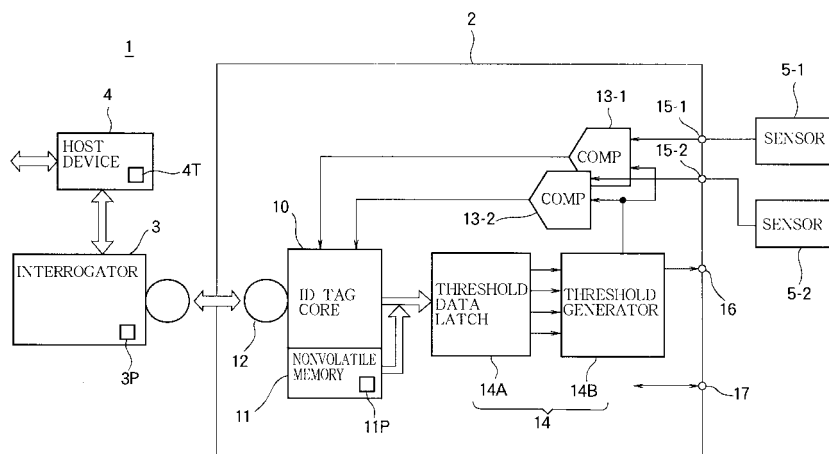 2
1
5-1
13-1
15-1
4
HOST
DEVICE
4T
COMP
SENSOR
15-2
COMP
13-2
10
3
SENSOR
INTERROGATOR
5-2
ID TAG
CORE
THRESHOLD
DATA
LATCH
THRESHOLD
GENERATOR
16
12
NONVOLATILE
MEMORY
3P
14A
14B
17
11
11P
14